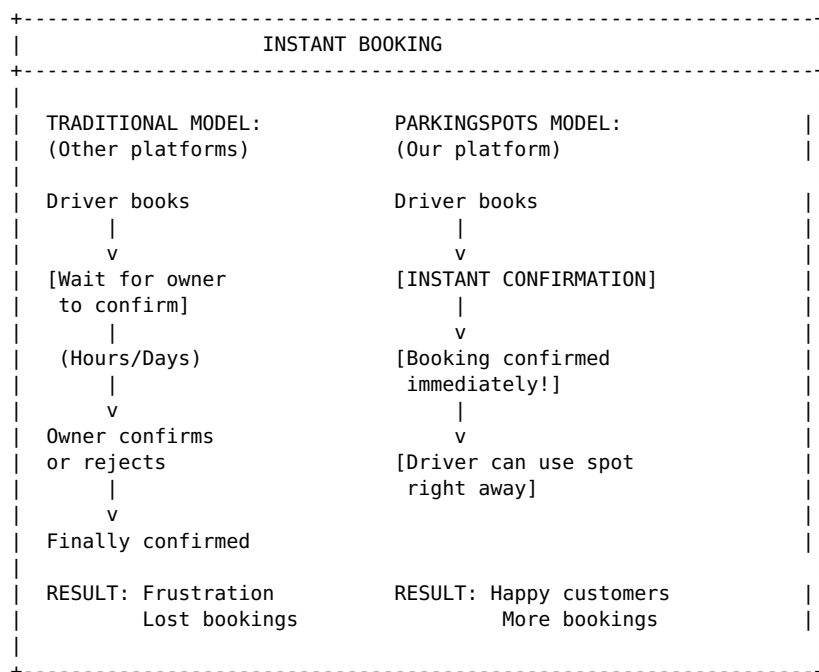 +------------------------------------------------------------------
|                    INSTANT BOOKING
+------------------------------------------------------------------
|
|  TRADITIONAL MODEL:           PARKINGSPOTS MODEL:               |
|  (Other platforms)            (Our platform)                    |
|
|  Driver books                 Driver books                      |
|       |                            |                            |
|       v                            v                            |
|  [Wait for owner              [INSTANT CONFIRMATION]            |
|   to confirm]                      |                            |
|       |                            v                            |
|   (Hours/Days)                [Booking confirmed                |
|       |                        immediately!]                    |
|       v                            |                            |
|  Owner confirms                    v                            |
|  or rejects                   [Driver can use spot              |
|       |                        right away]                      |
|       v                                                         |
|  Finally confirmed                                              |
|
|  RESULT: Frustration          RESULT: Happy customers           |
|          Lost bookings                 More bookings            |
|
+------------------------------------------------------------------